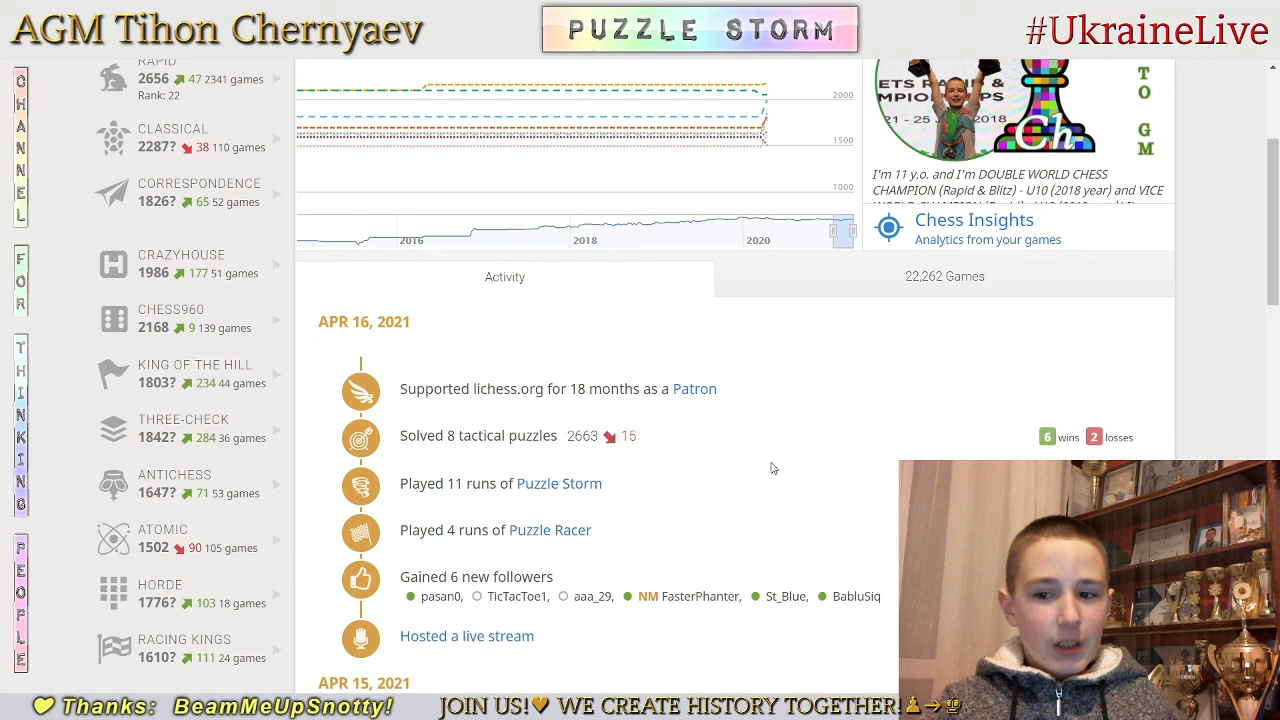 AGM Tihon Chernyaev
PUZZLE STORM
#UkraineLive
CHANNEL
FOR
THINKING
PEOPLE
RAPID
2656 47 2341 games
Rank: 22
CLASSICAL
2287? 38 110 games
CORRESPONDENCE
1826? 65 52 games
CRAZYHOUSE
1986 177 51 games
CHESS960
2168 9 139 games
KING OF THE HILL
1803? 234 44 games
THREE-CHECK
1842? 284 36 games
ANTICHESS
1647? 71 53 games
ATOMIC
1502 90 105 games
HORDE
1776? 103 18 games
RACING KINGS
1610? 111 24 games
2000
1500
1000
2016 2018 2020
ETS RAPID &
MPIO
21 - 25 2018
Ch
TO
GM
I'm 11 y.o. and I'm DOUBLE WORLD CHESS
CHAMPION (Rapid & Blitz) - U10 (2018 year) and VICE
Chess Insights
Analytics from your games
Activity
22,262 Games
APR 16, 2021
Supported lichess.org for 18 months as a Patron
Solved 8 tactical puzzles 2663 15
6 wins 2 losses
Played 11 runs of Puzzle Storm
Played 4 runs of Puzzle Racer
Gained 6 new followers
pasan0, TicTacToe1, aaa_29, NM FasterPhanter, St_Blue, BabluSiq
Hosted a live stream
APR 15, 2021
Thanks: BeamMeUpSnotty!
JOIN US! WE CREATE HISTORY TOGETHER!